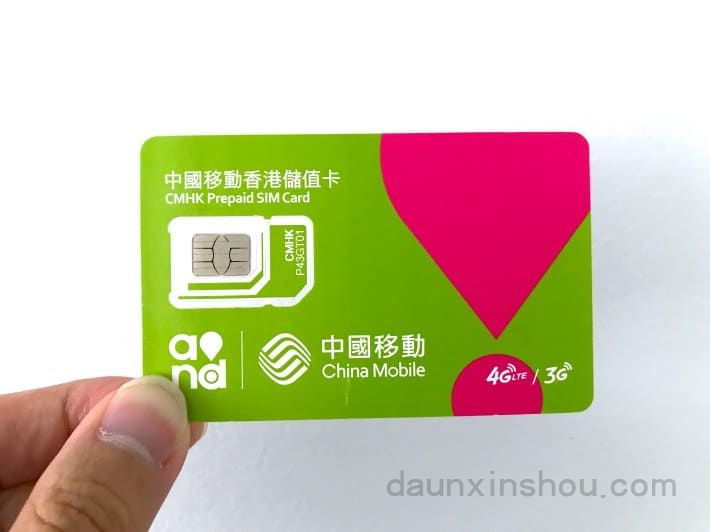 中國移動香港儲值卡
CMHK Prepaid SIM Card
CMHK
P43GT01
and
中國移動
China Mobile
4G LTE / 3G
daunxinshou.com